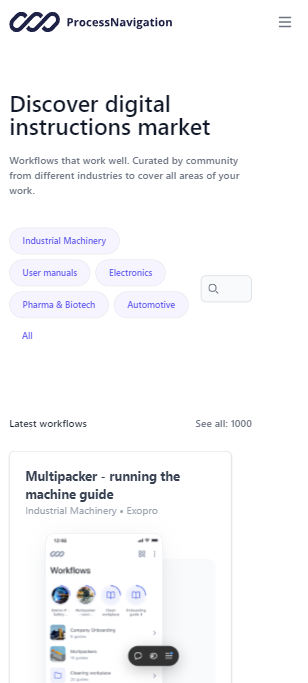 ProcessNavigation
Discover digital
instructions market
Workflows that work well. Curated by community
from different industries to cover all areas of your
work.
Industrial Machinery
User manuals
Electronics
Pharma & Biotech
Automotive
All
Latest workflows
See all: 1000
Multipacker - running the
machine guide
Industrial Machinery • Exopro
Workflows
Company Onboarding
Multipackers
Cleaning workplace